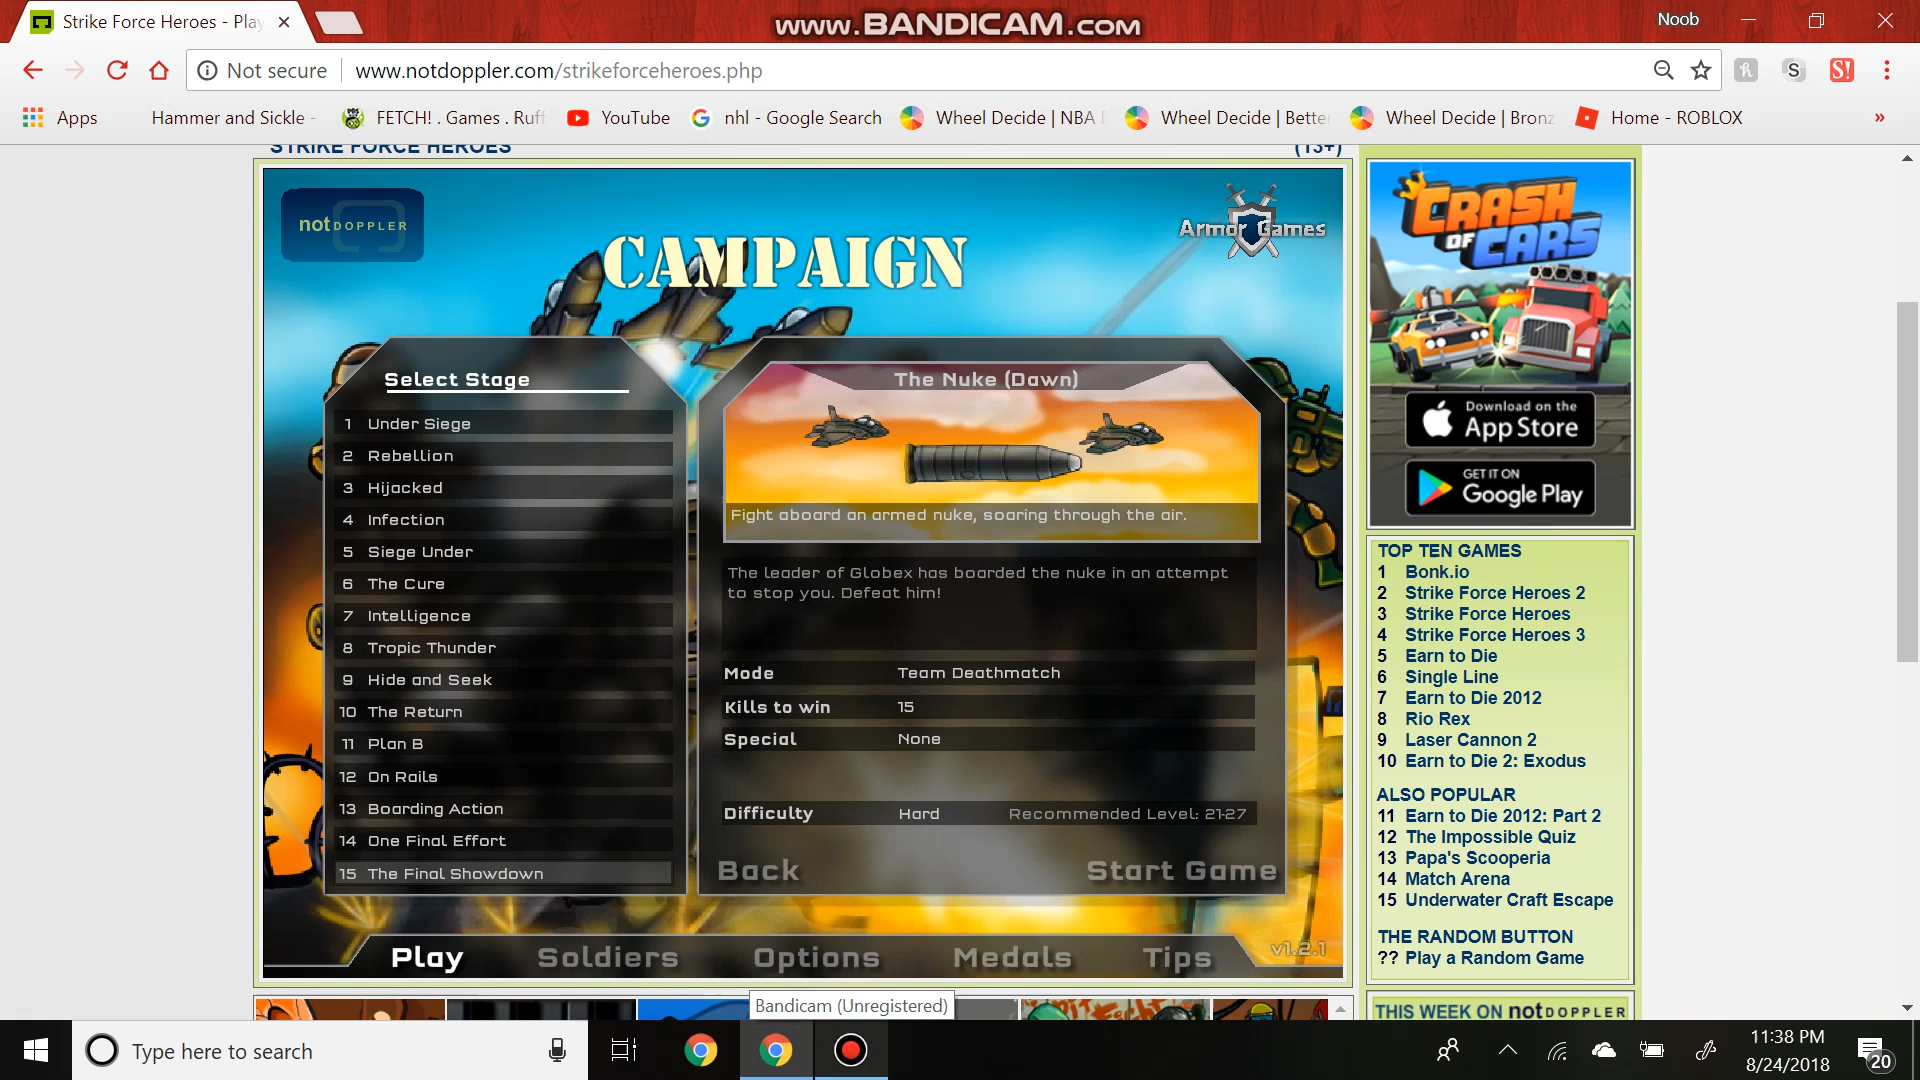 Strike Force Heroes - Play
www.BANDICAM.com
Noob
Not secure
www.notdoppler.com/strikeforceheroes.php
Apps
Hammer and Sickle -
FETCH! . Games . Ruff
YouTube
nhl - Google Search
Wheel Decide | NBA D
Wheel Decide | Better
Wheel Decide | Bronz
Home - ROBLOX
STRIKE FORCE HEROES
(13+)
notDOPPLER
Armor Games
CAMPAIGN
Select Stage
1 Under Siege
2 Rebellion
3 Hijacked
4 Infection
5 Siege Under
6 The Cure
7 Intelligence
8 Tropic Thunder
9 Hide and Seek
10 The Return
11 Plan B
12 On Rails
13 Boarding Action
14 One Final Effort
15 The Final Showdown
The Nuke (Dawn)
Fight aboard an armed nuke, soaring through the air.
The leader of Globex has boarded the nuke in an attempt
to stop you. Defeat him!
Mode Team Deathmatch
Kills to win 15
Special None
Difficulty Hard Recommended Level: 21-27
Back
Start Game
Play
Soldiers
Options
Medals
Tips
v1.2.1
CRASH OF CARS
Download on the
App Store
GET IT ON
Google Play
TOP TEN GAMES
1 Bonk.io
2 Strike Force Heroes 2
3 Strike Force Heroes
4 Strike Force Heroes 3
5 Earn to Die
6 Single Line
7 Earn to Die 2012
8 Rio Rex
9 Laser Cannon 2
10 Earn to Die 2: Exodus
ALSO POPULAR
11 Earn to Die 2012: Part 2
12 The Impossible Quiz
13 Papa's Scooperia
14 Match Arena
15 Underwater Craft Escape
THE RANDOM BUTTON
?? Play a Random Game
THIS WEEK ON notDOPPLER
Bandicam (Unregistered)
Type here to search
11:38 PM
8/24/2018
20